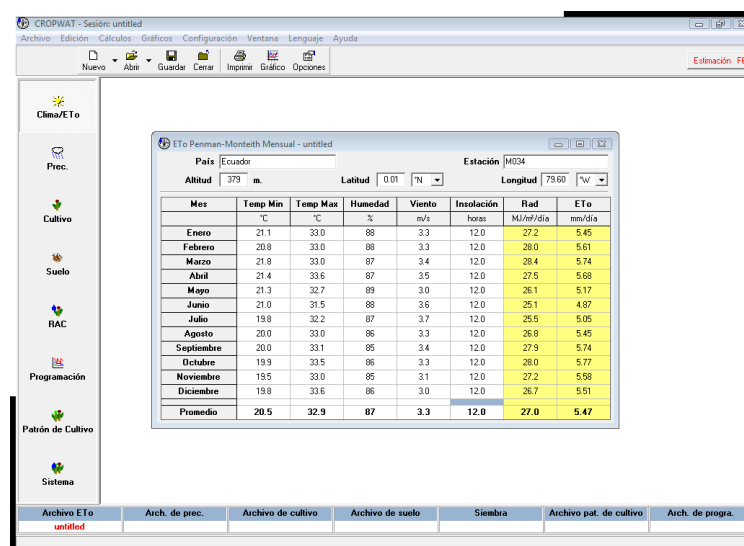 CROPWAT - Sesión: untitled
Archivo Edición Cálculos Gráficos Configuración Ventana Lenguaje Ayuda
Nuevo Abrir Guardar Cerrar Imprimir Gráfico Opciones
Estimación
Clima/ETo
Prec.
Cultivo
Suelo
RAC
Programación
Patrón de Cultivo
Sistema
ETo Penman-Monteith Mensual - untitled
País Ecuador Estación M034
Altitud 379 m. Latitud 0.01 °N Longitud 79.60 °W
Mes Temp Min Temp Max Humedad Viento Insolación Rad ETo
°C °C % m/s horas MJ/m²/día mm/día
Enero 21.1 33.0 88 3.3 12.0 27.2 5.45
Febrero 20.8 33.0 88 3.3 12.0 28.0 5.61
Marzo 21.8 33.0 87 3.4 12.0 28.4 5.74
Abril 21.4 33.6 87 3.5 12.0 27.5 5.68
Mayo 21.3 32.7 89 3.0 12.0 26.1 5.17
Junio 21.0 31.5 88 3.6 12.0 25.1 4.87
Julio 19.8 32.2 87 3.7 12.0 25.5 5.05
Agosto 20.0 33.0 86 3.3 12.0 26.8 5.45
Septiembre 20.0 33.1 85 3.4 12.0 27.9 5.74
Octubre 19.9 33.5 86 3.3 12.0 28.0 5.77
Noviembre 19.5 33.0 85 3.1 12.0 27.2 5.58
Diciembre 19.8 33.6 86 3.0 12.0 26.7 5.51
Promedio 20.5 32.9 87 3.3 12.0 27.0 5.47
Archivo ETo Arch. de prec. Archivo de cultivo Archivo de suelo Siembra Archivo pat. de cultivo Arch. de progra.
untitled